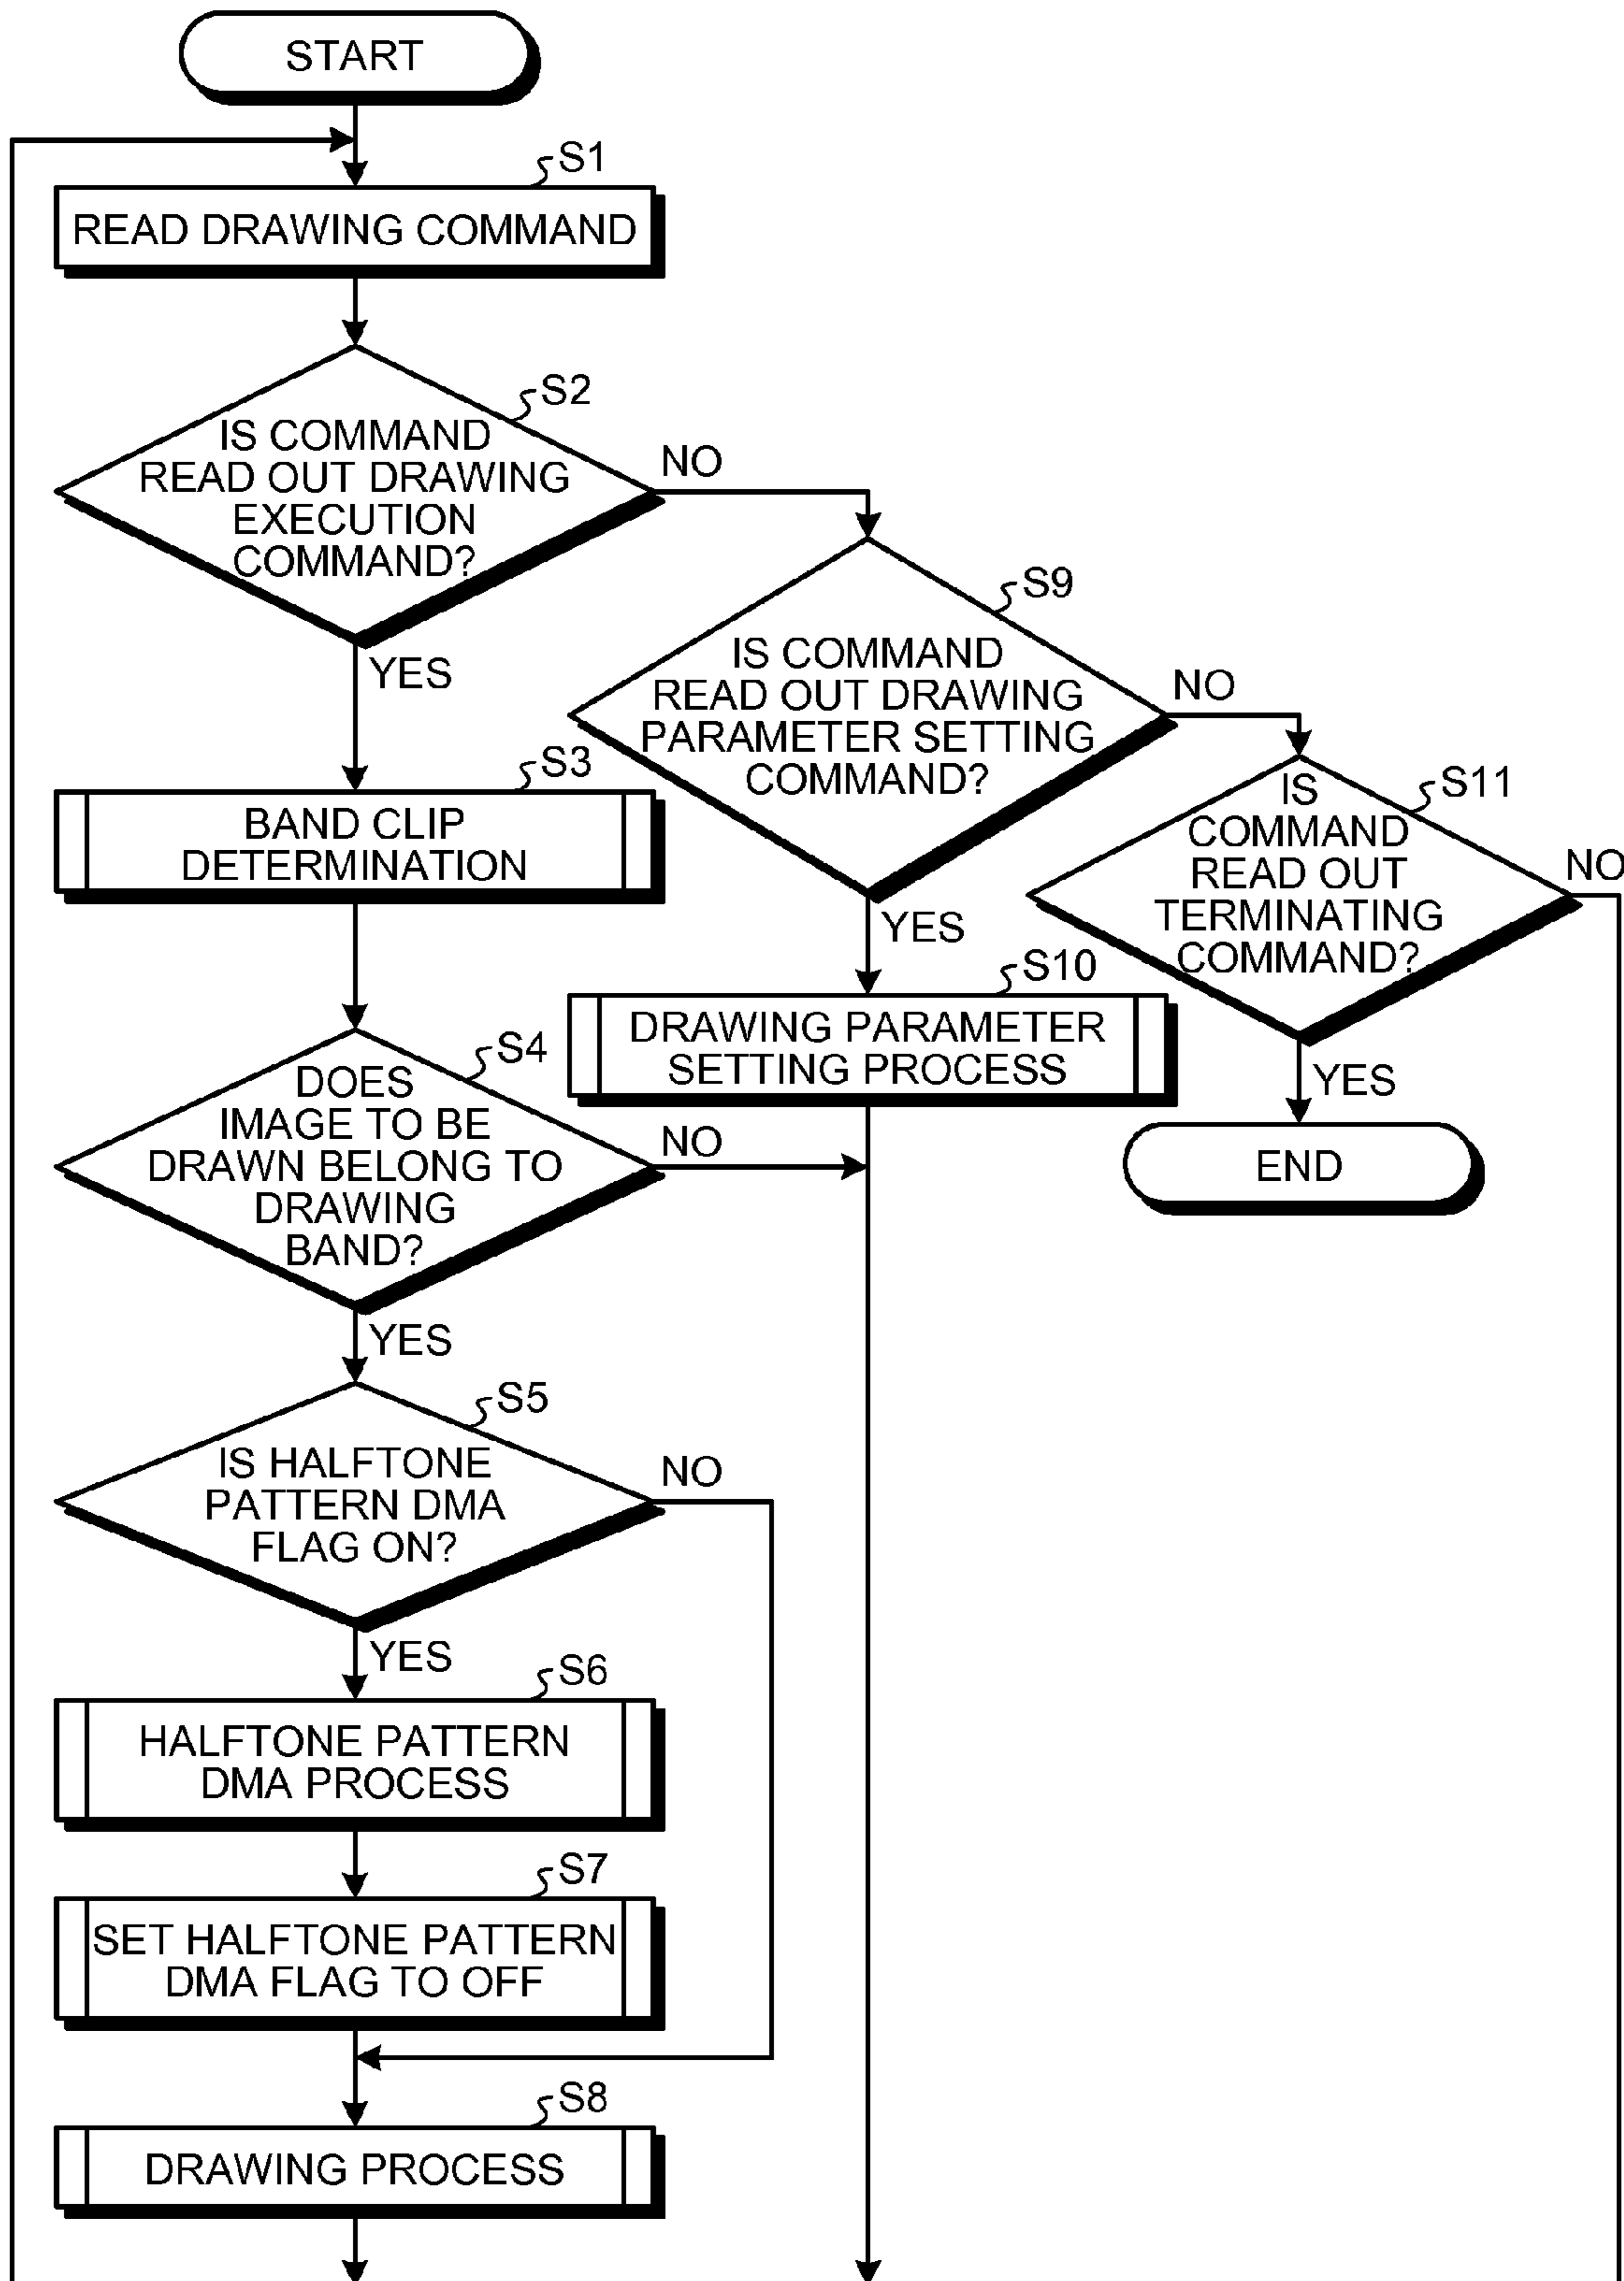 START
S1
READ DRAWING COMMAND
S2
IS COMMAND
READ OUT DRAWING
EXECUTION
COMMAND?
NO
YES
S9
IS COMMAND
READ OUT DRAWING
PARAMETER SETTING
COMMAND?
NO
YES
S11
IS
COMMAND
READ OUT
TERMINATING
COMMAND?
NO
YES
END
S3
BAND CLIP
DETERMINATION
S10
DRAWING PARAMETER
SETTING PROCESS
S4
DOES
IMAGE TO BE
DRAWN BELONG TO
DRAWING
BAND?
NO
YES
S5
IS HALFTONE
PATTERN DMA
FLAG ON?
NO
YES
S6
HALFTONE PATTERN
DMA PROCESS
S7
SET HALFTONE PATTERN
DMA FLAG TO OFF
S8
DRAWING PROCESS